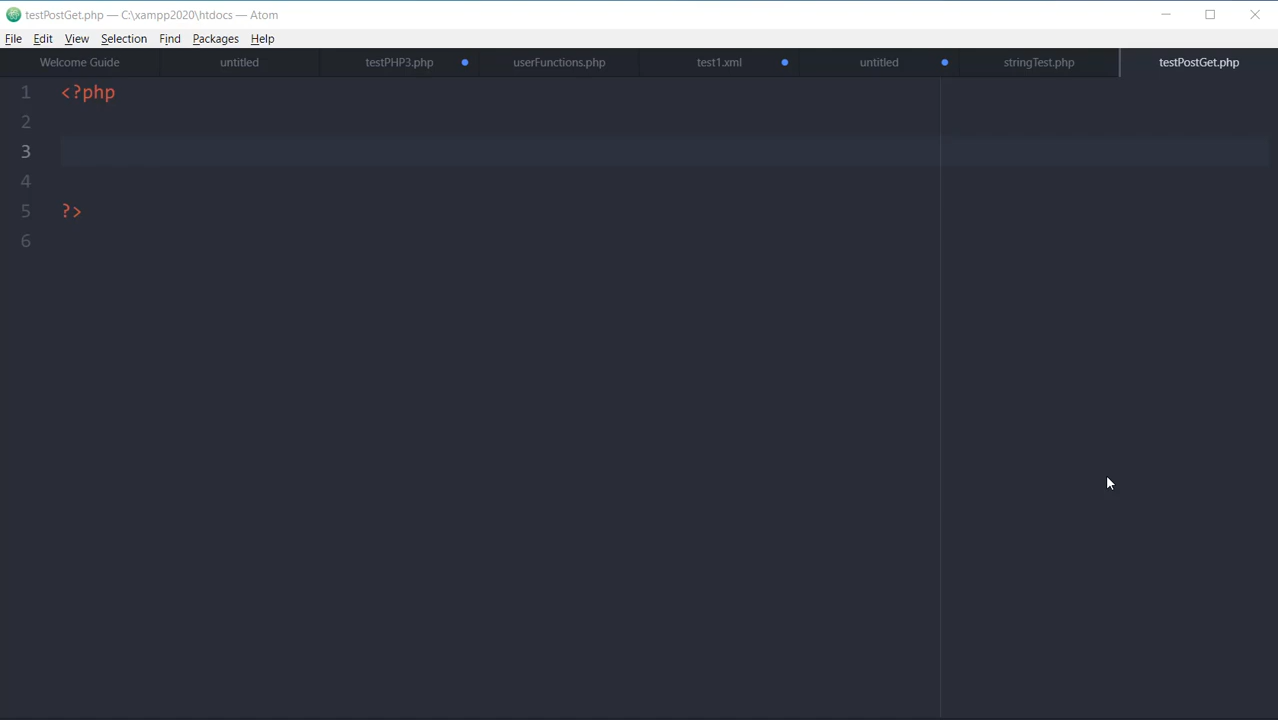 testPostGet.php — C:\xampp2020\htdocs — Atom
File Edit View Selection Find Packages Help
Welcome Guide untitled testPHP3.php userFunctions.php test1.xml untitled stringTest.php testPostGet.php
1 <?php
2
3
4
5 ?>
6